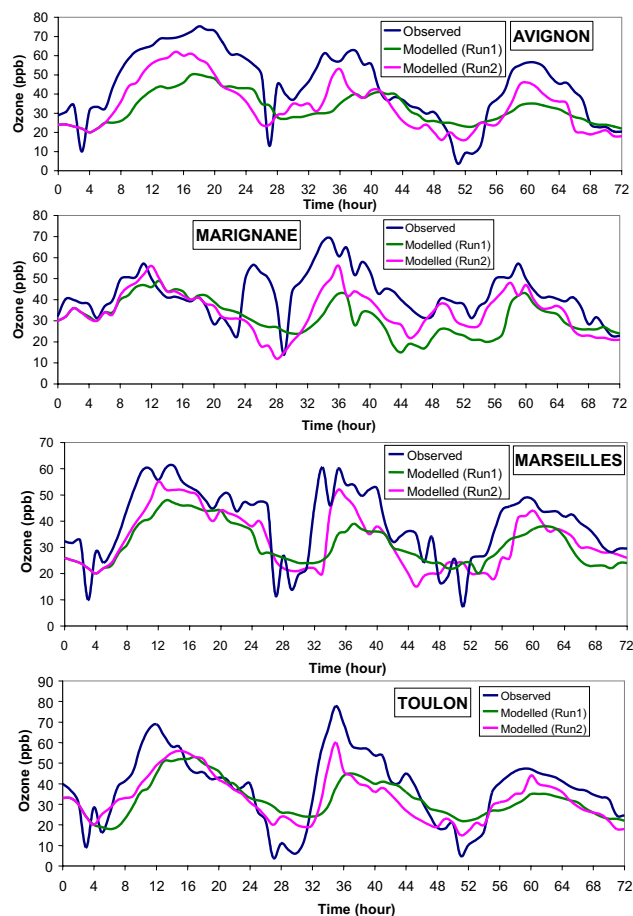 80
70
60
50
40
30
20
10
0
Ozone (ppb)
Observed
Modelled (Run1)
Modelled (Run2)
AVIGNON
0 4 8 12 16 20 24 28 32 36 40 44 48 52 56 60 64 68 72
Time (hour)
80
70
60
50
40
30
20
10
0
Ozone (ppb)
MARIGNANE
Observed
Modelled (Run1)
Modelled (Run2)
0 4 8 12 16 20 24 28 32 36 40 44 48 52 56 60 64 68 72
Time (hour)
70
60
50
40
30
20
10
0
Ozone (ppb)
Observed
Modelled (Run1)
Modelled (Run2)
MARSEILLES
0 4 8 12 16 20 24 28 32 36 40 44 48 52 56 60 64 68 72
Time (hour)
90
80
70
60
50
40
30
20
10
0
Ozone (ppb)
TOULON
Observed
Modelled (Run1)
Modelled (Run2)
0 4 8 12 16 20 24 28 32 36 40 44 48 52 56 60 64 68 72
Time (hour)